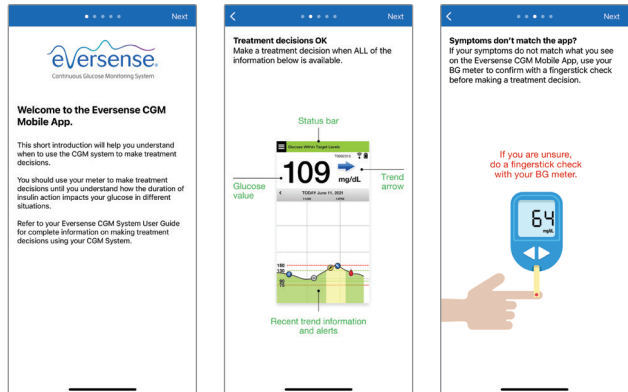 Next
eversense.
Continuous Glucose Monitoring System
Welcome to the Eversense CGM
Mobile App.
This short introduction will help you understand
when to use the CGM system to make treatment
decisions.
You should use your meter to make treatment
decisions until you understand how the duration of
insulin action impacts your glucose in different
situations.
Refer to your Eversense CGM System User Guide
for complete information on making treatment
decisions using your CGM System.
Next
Treatment decisions OK
Make a treatment decision when ALL of the
information below is available.
Status bar
Glucose Within Target Levels
109
mg/dL
Glucose
value
Trend
arrow
TODAY June 11, 2021
Recent trend information
and alerts
Next
Symptoms don't match the app?
If your symptoms do not match what you see
on the Eversense CGM Mobile App, use your
BG meter to confirm with a fingerstick check
before making a treatment decision.
If you are unsure,
do a fingerstick check
with your BG meter.
64
mg/dL